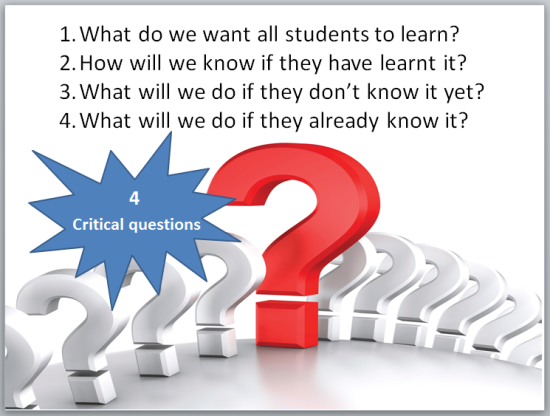 1. What do we want all students to learn?
2. How will we know if they have learnt it?
3. What will we do if they don't know it yet?
4. What will we do if they already know it?
4
Critical questions